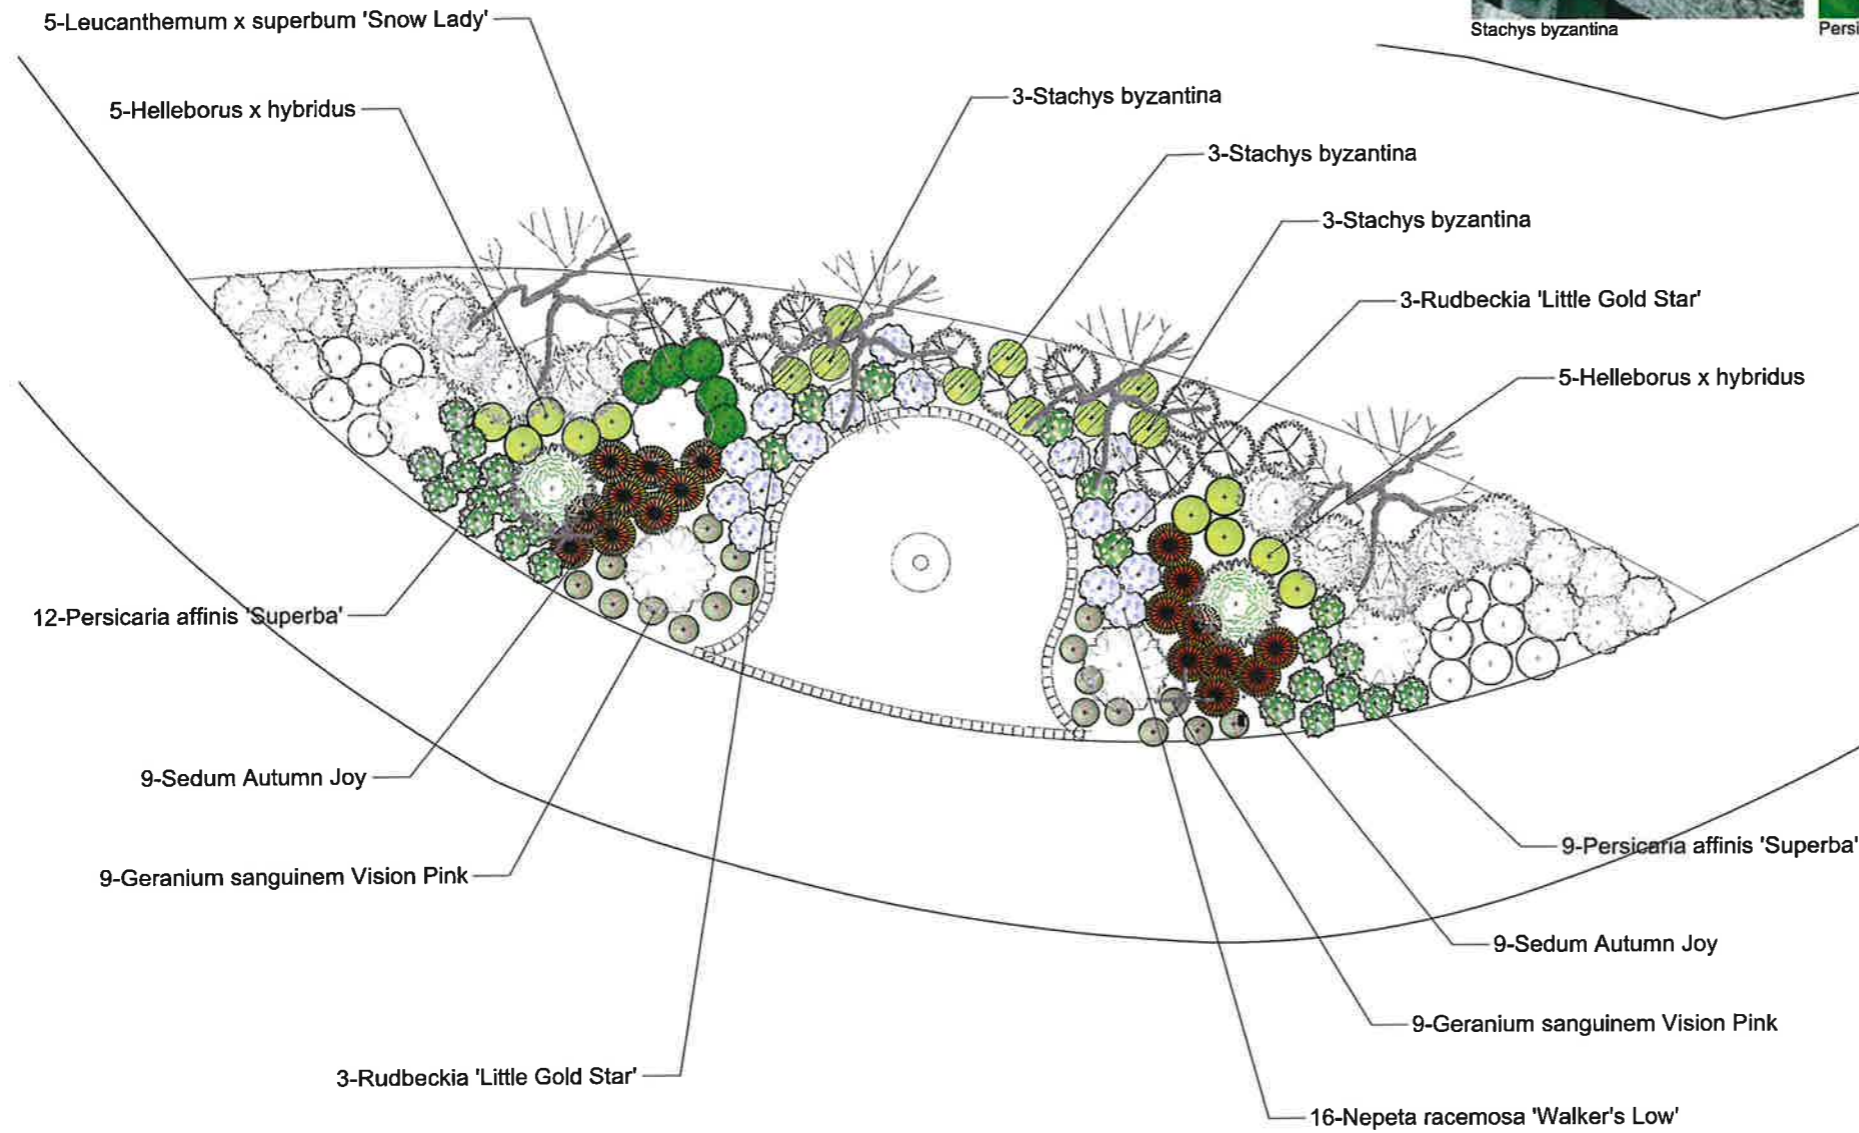 5-Leucanthemum x superbum 'Snow Lady'
Stachys byzantina
Persi
5-Helleborus x hybridus
3-Stachys byzantina
3-Stachys byzantina
3-Stachys byzantina
3-Rudbeckia 'Little Gold Star'
5-Helleborus x hybridus
12-Persicaria affinis 'Superba'
9-Sedum Autumn Joy
9-Persicaria affinis 'Superba'
9-Geranium sanguinem Vision Pink
9-Sedum Autumn Joy
9-Geranium sanguinem Vision Pink
3-Rudbeckia 'Little Gold Star'
16-Nepeta racemosa 'Walker's Low'